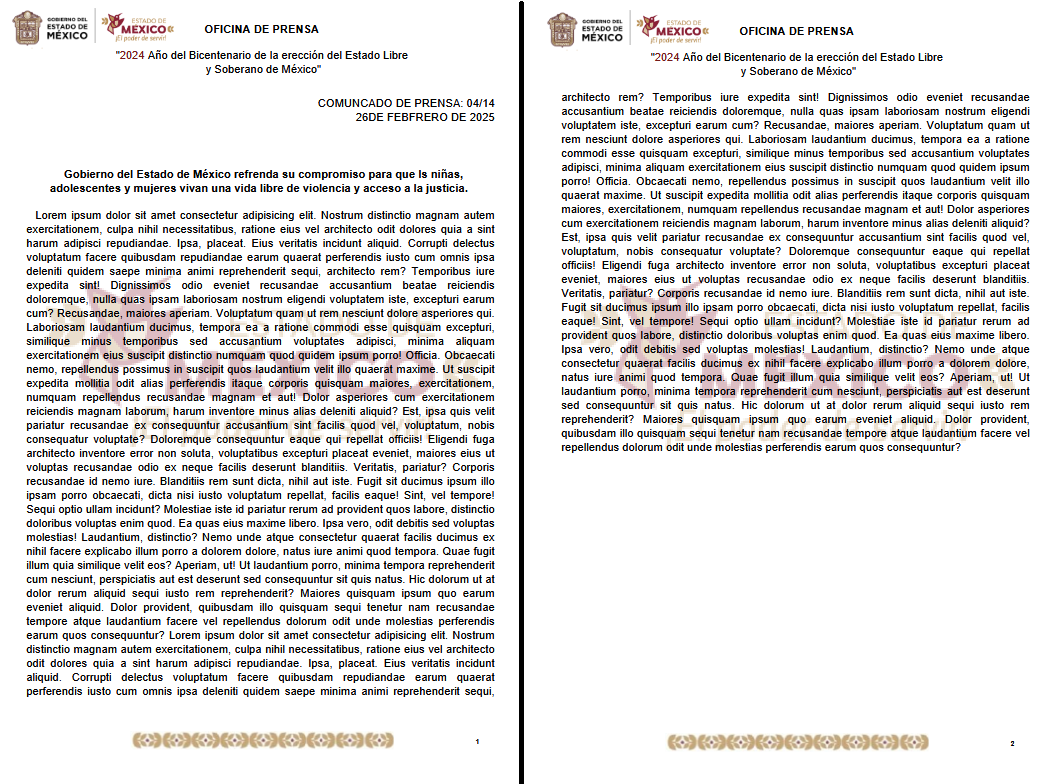 GOBIERNO DEL
ESTADO DE
MÉXICO
ESTADO DE
MÉXICO
¡El poder de servir!
OFICINA DE PRENSA
"2024 Año del Bicentenario de la erección del Estado Libre
y Soberano de México"
COMUNCADO DE PRENSA: 04/14
26DE FEBFRERO DE 2025
Gobierno del Estado de México refrenda su compromiso para que ls niñas,
adolescentes y mujeres vivan una vida libre de violencia y acceso a la justicia.
Lorem ipsum dolor sit amet consectetur adipisicing elit. Nostrum distinctio magnam autem
exercitationem, culpa nihil necessitatibus, ratione eius vel architecto odit dolores quia a sint
harum adipisci repudiandae. Ipsa, placeat. Eius veritatis incidunt aliquid. Corrupti delectus
voluptatum facere quibusdam repudiandae earum quaerat perferendis iusto cum omnis ipsa
deleniti quidem saepe minima animi reprehenderit sequi, architecto rem? Temporibus iure
expedita sint! Dignissimos odio eveniet recusandae accusantium beatae reiciendis
doloremque, nulla quas ipsam laboriosam nostrum eligendi voluptatem iste, excepturi earum
cum? Recusandae, maiores aperiam. Voluptatum quam ut rem nesciunt dolore asperiores qui.
Laboriosam laudantium ducimus, tempora ea a ratione commodi esse quisquam excepturi,
similique minus temporibus sed accusantium voluptates adipisci, minima aliquam
exercitationem eius suscipit distinctio numquam quod quidem ipsum porro! Officia. Obcaecati
nemo, repellendus possimus in suscipit quos laudantium velit illo quaerat maxime. Ut suscipit
expedita mollitia odit alias perferendis itaque corporis quisquam maiores, exercitationem,
numquam repellendus recusandae magnam et aut! Dolor asperiores cum exercitationem
reiciendis magnam laborum, harum inventore minus alias deleniti aliquid? Est, ipsa quis velit
pariatur recusandae ex consequuntur accusantium sint facilis quod vel, voluptatum, nobis
consequatur voluptate? Doloremque consequuntur eaque qui repellat officiis! Eligendi fuga
architecto inventore error non soluta, voluptatibus excepturi placeat eveniet, maiores eius ut
voluptas recusandae odio ex neque facilis deserunt blanditiis. Veritatis, pariatur? Corporis
recusandae id nemo iure. Blanditiis rem sunt dicta, nihil aut iste. Fugit sit ducimus ipsum illo
ipsam porro obcaecati, dicta nisi iusto voluptatum repellat, facilis eaque! Sint, vel tempore!
Sequi optio ullam incidunt? Molestiae iste id pariatur rerum ad provident quos labore, distinctio
doloribus voluptas enim quod. Ea quas eius maxime libero. Ipsa vero, odit debitis sed voluptas
molestias! Laudantium, distinctio? Nemo unde atque consectetur quaerat facilis ducimus ex
nihil facere explicabo illum porro a dolorem dolore, natus iure animi quod tempora. Quae fugit
illum quia similique velit eos? Aperiam, ut! Ut laudantium porro, minima tempora reprehenderit
cum nesciunt, perspiciatis aut est deserunt sed consequuntur sit quis natus. Hic dolorum ut at
dolor rerum aliquid sequi iusto rem reprehenderit? Maiores quisquam ipsum quo earum
eveniet aliquid. Dolor provident, quibusdam illo quisquam sequi tenetur nam recusandae
tempore atque laudantium facere vel repellendus dolorum odit unde molestias perferendis
earum quos consequuntur? Lorem ipsum dolor sit amet consectetur adipisicing elit. Nostrum
distinctio magnam autem exercitationem, culpa nihil necessitatibus, ratione eius vel architecto
odit dolores quia a sint harum adipisci repudiandae. Ipsa, placeat. Eius veritatis incidunt
aliquid. Corrupti delectus voluptatum facere quibusdam repudiandae earum quaerat
perferendis iusto cum omnis ipsa deleniti quidem saepe minima animi reprehenderit sequi,
ESTADO DE
MÉXICO
¡El poder de servir!
1
GOBIERNO DEL
ESTADO DE
MÉXICO
ESTADO DE
MÉXICO
¡El poder de servir!
OFICINA DE PRENSA
"2024 Año del Bicentenario de la erección del Estado Libre
y Soberano de México"
architecto rem? Temporibus iure expedita sint! Dignissimos odio eveniet recusandae
accusantium beatae reiciendis doloremque, nulla quas ipsam laboriosam nostrum eligendi
voluptatem iste, excepturi earum cum? Recusandae, maiores aperiam. Voluptatum quam ut
rem nesciunt dolore asperiores qui. Laboriosam laudantium ducimus, tempora ea a ratione
commodi esse quisquam excepturi, similique minus temporibus sed accusantium voluptates
adipisci, minima aliquam exercitationem eius suscipit distinctio numquam quod quidem ipsum
porro! Officia. Obcaecati nemo, repellendus possimus in suscipit quos laudantium velit illo
quaerat maxime. Ut suscipit expedita mollitia odit alias perferendis itaque corporis quisquam
maiores, exercitationem, numquam repellendus recusandae magnam et aut! Dolor asperiores
cum exercitationem reiciendis magnam laborum, harum inventore minus alias deleniti aliquid?
Est, ipsa quis velit pariatur recusandae ex consequuntur accusantium sint facilis quod vel,
voluptatum, nobis consequatur voluptate? Doloremque consequuntur eaque qui repellat
officiis! Eligendi fuga architecto inventore error non soluta, voluptatibus excepturi placeat
eveniet, maiores eius ut voluptas recusandae odio ex neque facilis deserunt blanditiis.
Veritatis, pariatur? Corporis recusandae id nemo iure. Blanditiis rem sunt dicta, nihil aut iste.
Fugit sit ducimus ipsum illo ipsam porro obcaecati, dicta nisi iusto voluptatum repellat, facilis
eaque! Sint, vel tempore! Sequi optio ullam incidunt? Molestiae iste id pariatur rerum ad
provident quos labore, distinctio doloribus voluptas enim quod. Ea quas eius maxime libero.
Ipsa vero, odit debitis sed voluptas molestias! Laudantium, distinctio? Nemo unde atque
consectetur quaerat facilis ducimus ex nihil facere explicabo illum porro a dolorem dolore,
natus iure animi quod tempora. Quae fugit illum quia similique velit eos? Aperiam, ut! Ut
laudantium porro, minima tempora reprehenderit cum nesciunt, perspiciatis aut est deserunt
sed consequuntur sit quis natus. Hic dolorum ut at dolor rerum aliquid sequi iusto rem
reprehenderit? Maiores quisquam ipsum quo earum eveniet aliquid. Dolor provident,
quibusdam illo quisquam sequi tenetur nam recusandae tempore atque laudantium facere vel
repellendus dolorum odit unde molestias perferendis earum quos consequuntur?
ESTADO DE
MÉXICO
¡El poder de servir!
2